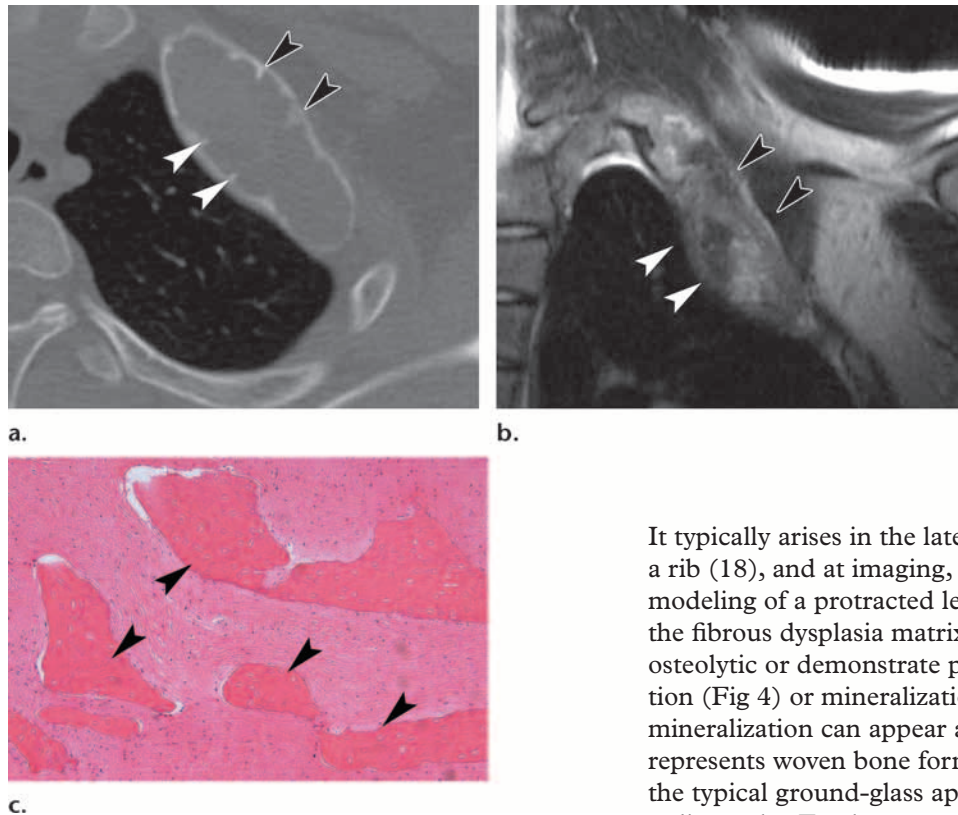 a.
b.
c.
It typically arises in the late
a rib (18), and at imaging,
modeling of a protracted le
the fibrous dysplasia matrix
osteolytic or demonstrate p
tion (Fig 4) or mineralizatio
mineralization can appear a
represents woven bone form
the typical ground-glass ap